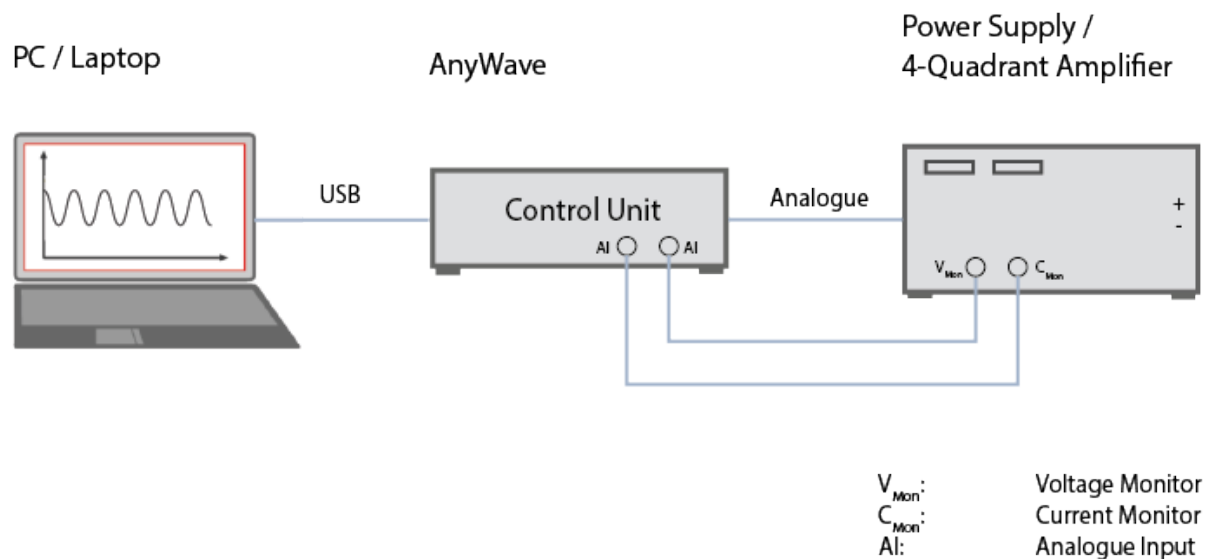 PC / Laptop
AnyWave
Power Supply /
4-Quadrant Amplifier
USB
Control Unit
AI
AI
Analogue
+
-
VMon
CMon
VMon: Voltage Monitor
CMon: Current Monitor
AI: Analogue Input